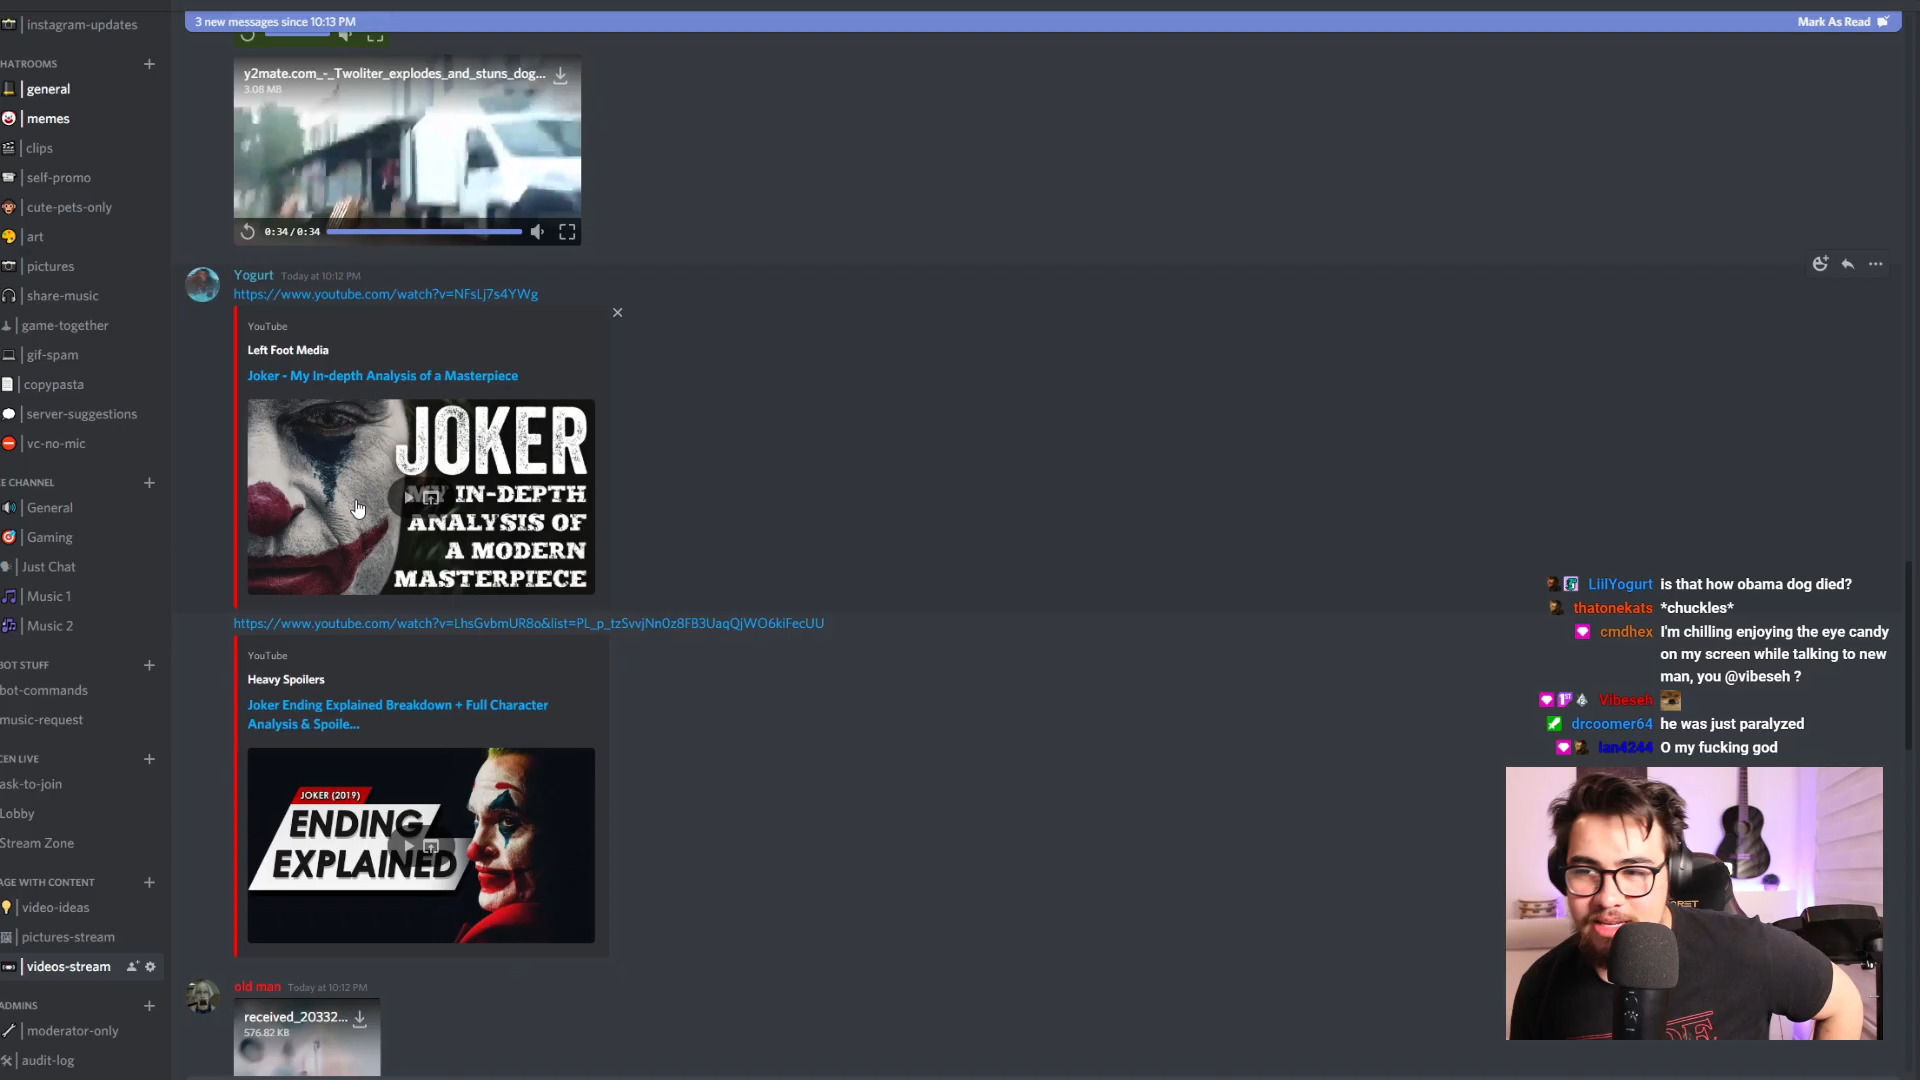 3 new messages since 10:13 PM
Mark As Read
instagram-updates
HATROOMS
general
memes
clips
self-promo
cute-pets-only
art
pictures
share-music
game-together
gif-spam
copypasta
server-suggestions
vc-no-mic
E CHANNEL
General
Gaming
Just Chat
Music 1
Music 2
BOT STUFF
bot-commands
music-request
CEN LIVE
ask-to-join
Lobby
Stream Zone
AGE WITH CONTENT
video-ideas
pictures-stream
videos-stream
ADMINS
moderator-only
audit-log
y2mate.com_-_Twoliter_explodes_and_stuns_dog...
3.08 MB
0:34/0:34
Yogurt Today at 10:12 PM
https://www.youtube.com/watch?v=NFsLj7s4YWg
YouTube
Left Foot Media
Joker - My In-depth Analysis of a Masterpiece
JOKER
MY IN-DEPTH
ANALYSIS OF
A MODERN
MASTERPIECE
https://www.youtube.com/watch?v=LhsGvbmUR8o&list=PL_p_tzSvvjNn0z8FB3UaqQjWO6kiFecUU
YouTube
Heavy Spoilers
Joker Ending Explained Breakdown + Full Character
Analysis & Spoile...
JOKER (2019)
ENDING
EXPLAINED
old man Today at 10:12 PM
received_20332...
576.82 KB
LiilYogurt is that how obama dog died?
thatonekats *chuckles*
cmdhex I'm chilling enjoying the eye candy
on my screen while talking to new
man, you @vibeseh ?
Vibeseh
drcoomer64 he was just paralyzed
Ian4244 O my fucking god